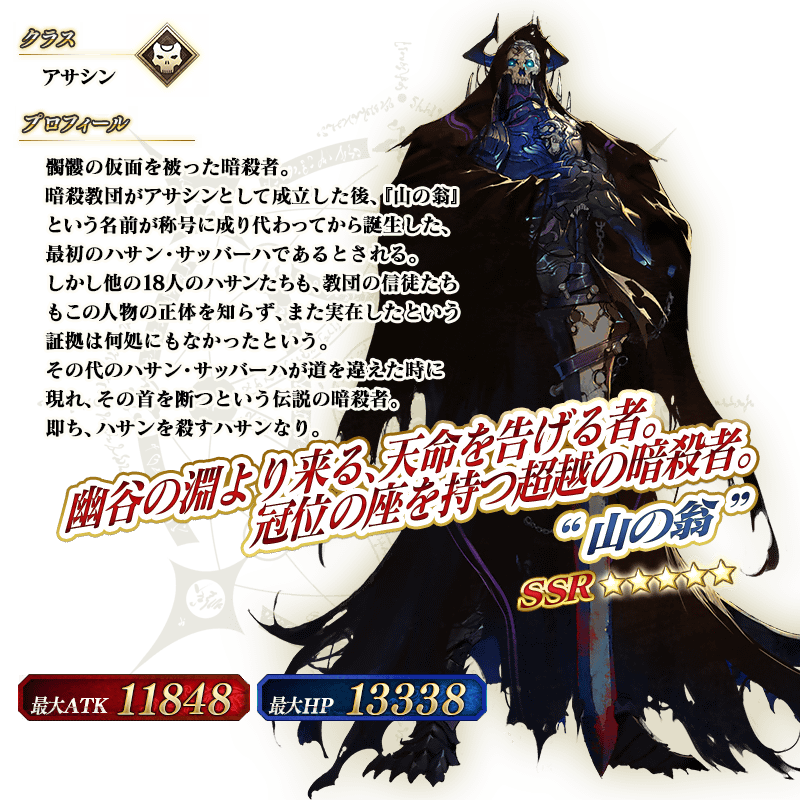 クラス
アサシン
プロフィール
髑髏の仮面を被った暗殺者。
暗殺教団がアサシンとして成立した後、『山の翁』
という名前が称号に成り代わってから誕生した、
最初のハサン・サッバーハであるとされる。
しかし他の18人のハサンたちも、教団の信徒たち
もこの人物の正体を知らず、また実在したという
証拠は何処にもなかったという。
その代のハサン・サッバーハが道を違えた時に
現れ、その首を断つという伝説の暗殺者。
即ち、ハサンを殺すハサンなり。
幽谷の淵より来る、天命を告げる者。
冠位の座を持つ超越の暗殺者。
“山の翁”
SSR ☆☆☆☆☆
最大ATK 11848
最大HP 13338